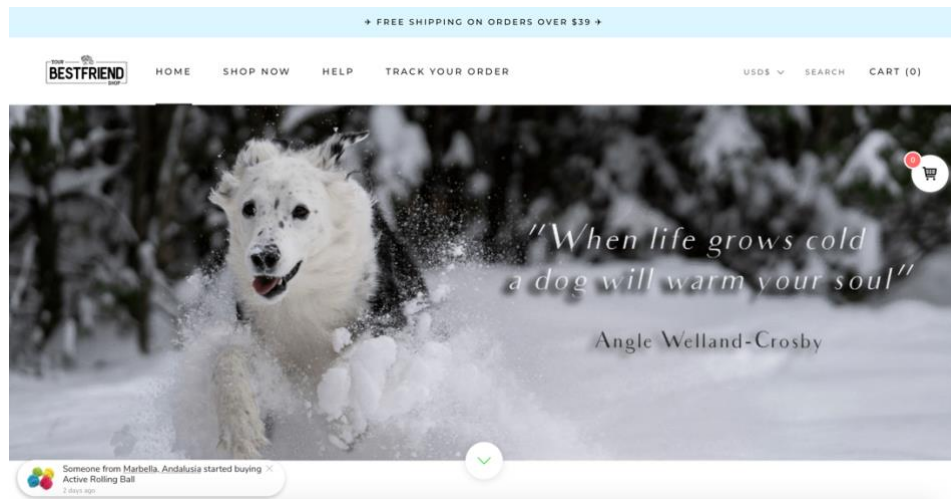 ✈ FREE SHIPPING ON ORDERS OVER $39 ✈
YOUR
BESTFRIEND
SHOP
HOME SHOP NOW HELP TRACK YOUR ORDER USD$ SEARCH CART (0)
0
"When life grows cold
a dog will warm your soul"
Angle Welland-Crosby
Someone from Marbella, Andalusia started buying
Active Rolling Ball
2 days ago